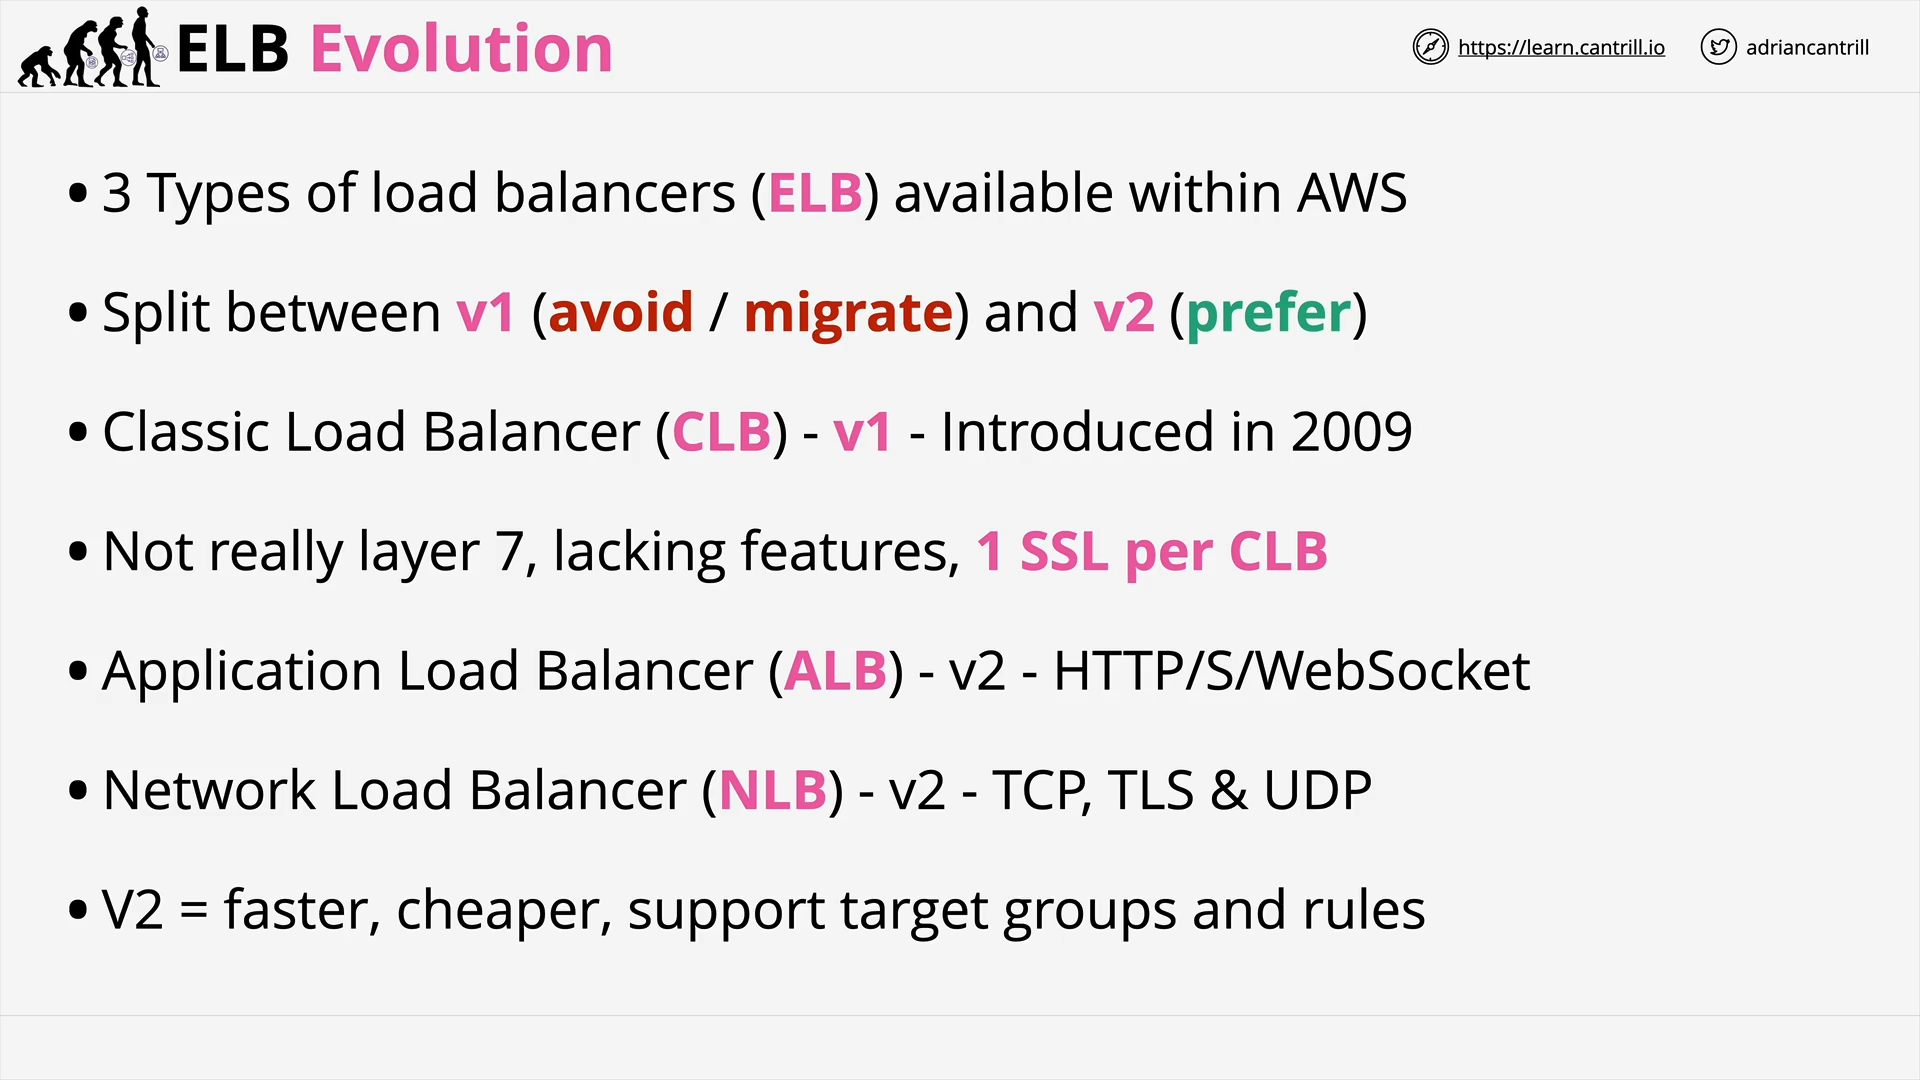 ELB Evolution
https://learn.cantrill.io
adriancantrill
• 3 Types of load balancers (ELB) available within AWS
• Split between v1 (avoid / migrate) and v2 (prefer)
• Classic Load Balancer (CLB) - v1 - Introduced in 2009
• Not really layer 7, lacking features, 1 SSL per CLB
• Application Load Balancer (ALB) - v2 - HTTP/S/WebSocket
• Network Load Balancer (NLB) - v2 - TCP, TLS & UDP
• V2 = faster, cheaper, support target groups and rules